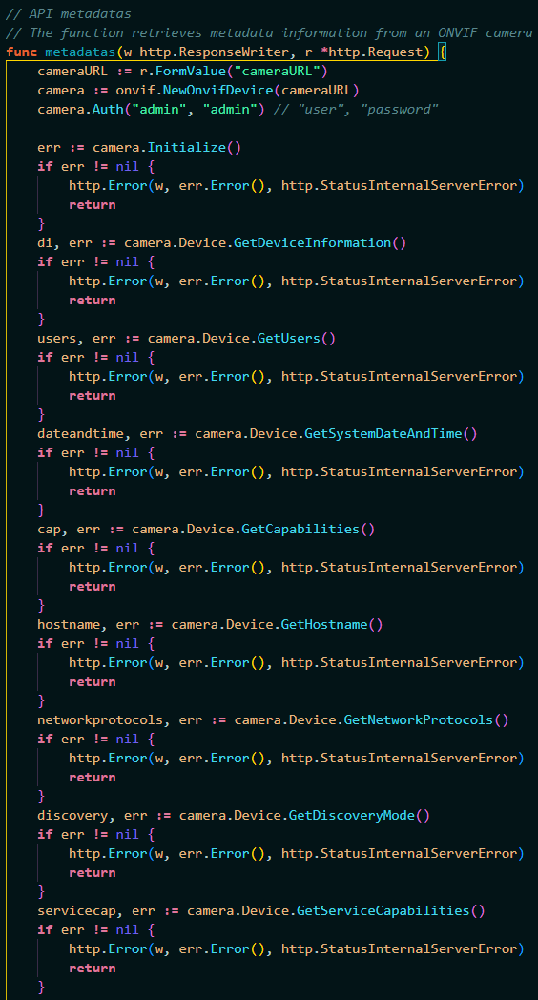 // API metadatas
// The function retrieves metadata information from an ONVIF camera
func metadatas(w http.ResponseWriter, r *http.Request) {
    cameraURL := r.FormValue("cameraURL")
    camera := onvif.NewOnvifDevice(cameraURL)
    camera.Auth("admin", "admin") // "user", "password"

    err := camera.Initialize()
    if err != nil {
        http.Error(w, err.Error(), http.StatusInternalServerError)
        return
    }
    di, err := camera.Device.GetDeviceInformation()
    if err != nil {
        http.Error(w, err.Error(), http.StatusInternalServerError)
        return
    }
    users, err := camera.Device.GetUsers()
    if err != nil {
        http.Error(w, err.Error(), http.StatusInternalServerError)
        return
    }
    dateandtime, err := camera.Device.GetSystemDateAndTime()
    if err != nil {
        http.Error(w, err.Error(), http.StatusInternalServerError)
        return
    }
    cap, err := camera.Device.GetCapabilities()
    if err != nil {
        http.Error(w, err.Error(), http.StatusInternalServerError)
        return
    }
    hostname, err := camera.Device.GetHostname()
    if err != nil {
        http.Error(w, err.Error(), http.StatusInternalServerError)
        return
    }
    networkprotocols, err := camera.Device.GetNetworkProtocols()
    if err != nil {
        http.Error(w, err.Error(), http.StatusInternalServerError)
        return
    }
    discovery, err := camera.Device.GetDiscoveryMode()
    if err != nil {
        http.Error(w, err.Error(), http.StatusInternalServerError)
        return
    }
    servicecap, err := camera.Device.GetServiceCapabilities()
    if err != nil {
        http.Error(w, err.Error(), http.StatusInternalServerError)
        return
    }